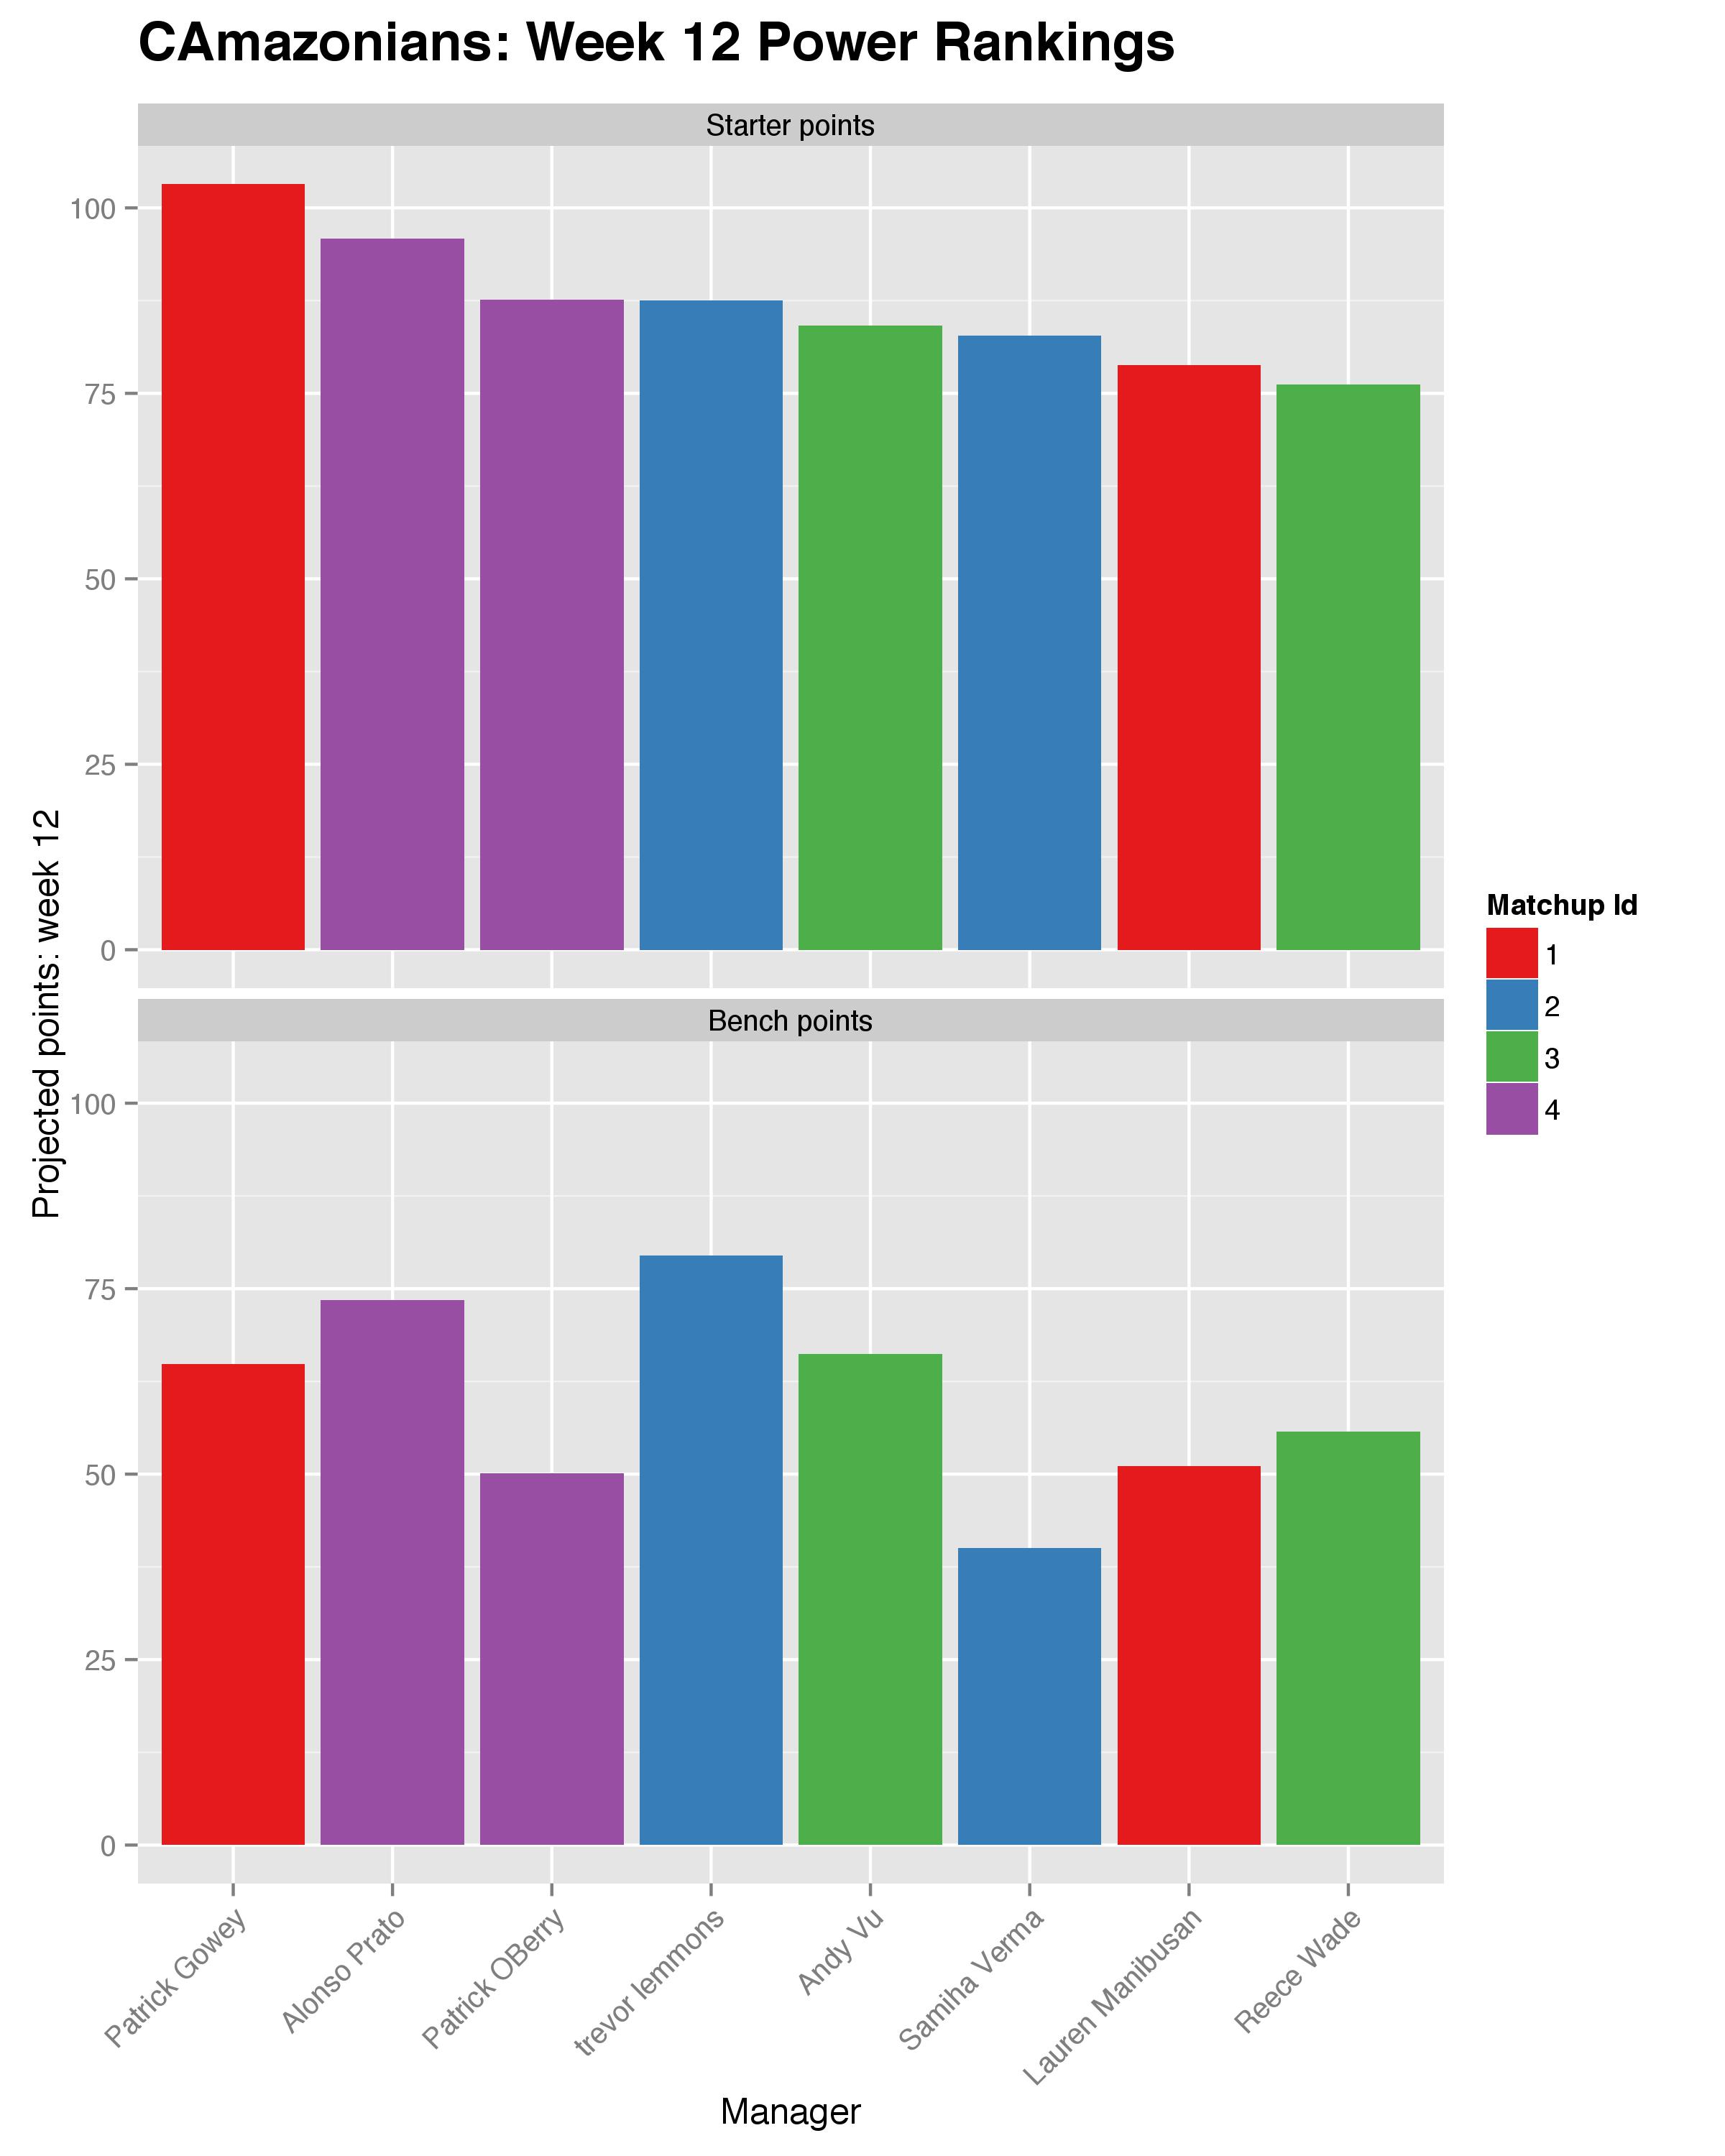 CAmazonians: Week 12 Power Rankings
Starter points
100
75
50
25
0
Projected points: week 12
Bench points
100
75
50
25
0
Matchup Id
1
2
3
4
Patrick Gowey
Alonso Prato
Patrick OBerry
trevor lemmons
Andy Vu
Samiha Verma
Lauren Manibusan
Reece Wade
Manager